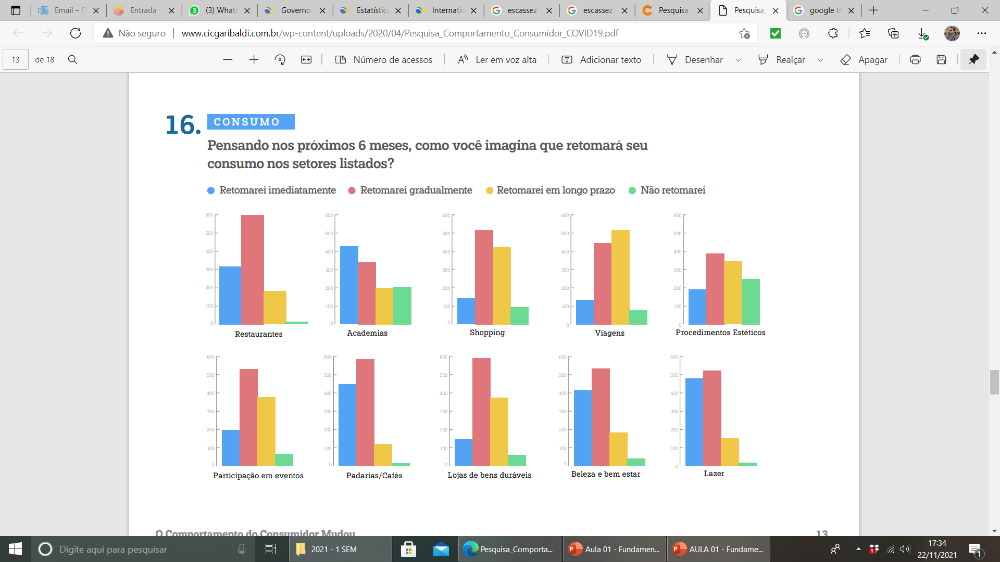 Email – F
Entrada -
3
(3) Whats
Governo
Estatística
Internatio
escassez
escassez
Pesquisa
Pesquisa_
google tr
Não seguro
www.cicgaribaldi.com.br/wp-content/uploads/2020/04/Pesquisa_Comportamento_Consumidor_COVID19.pdf
13
de 18
Número de acessos
Ler em voz alta
Adicionar texto
Desenhar
Realçar
Apagar
16.
CONSUMO
Pensando nos próximos 6 meses, como você imagina que retomará seu
consumo nos setores listados?
Retomarei imediatamente
Retomarei gradualmente
Retomarei em longo prazo
Não retomarei
600
500
400
300
200
100
0
Restaurantes
600
500
400
300
200
100
0
Academias
600
500
400
300
200
100
0
Shopping
600
500
400
300
200
100
0
Viagens
600
500
400
300
200
100
0
Procedimentos Estéticos
600
500
400
300
200
100
0
Participação em eventos
600
500
400
300
200
100
0
Padarias/Cafés
600
500
400
300
200
100
0
Lojas de bens duráveis
600
500
400
300
200
100
0
Beleza e bem estar
600
500
400
300
200
100
0
Lazer
O Comportamento do Consumidor Mudou
13
Digite aqui para pesquisar
2021 - 1 SEM
Pesquisa_Comporta...
Aula 01 - Fundamen...
AULA 01 - Fundame...
1
17:34
22/11/2021
1